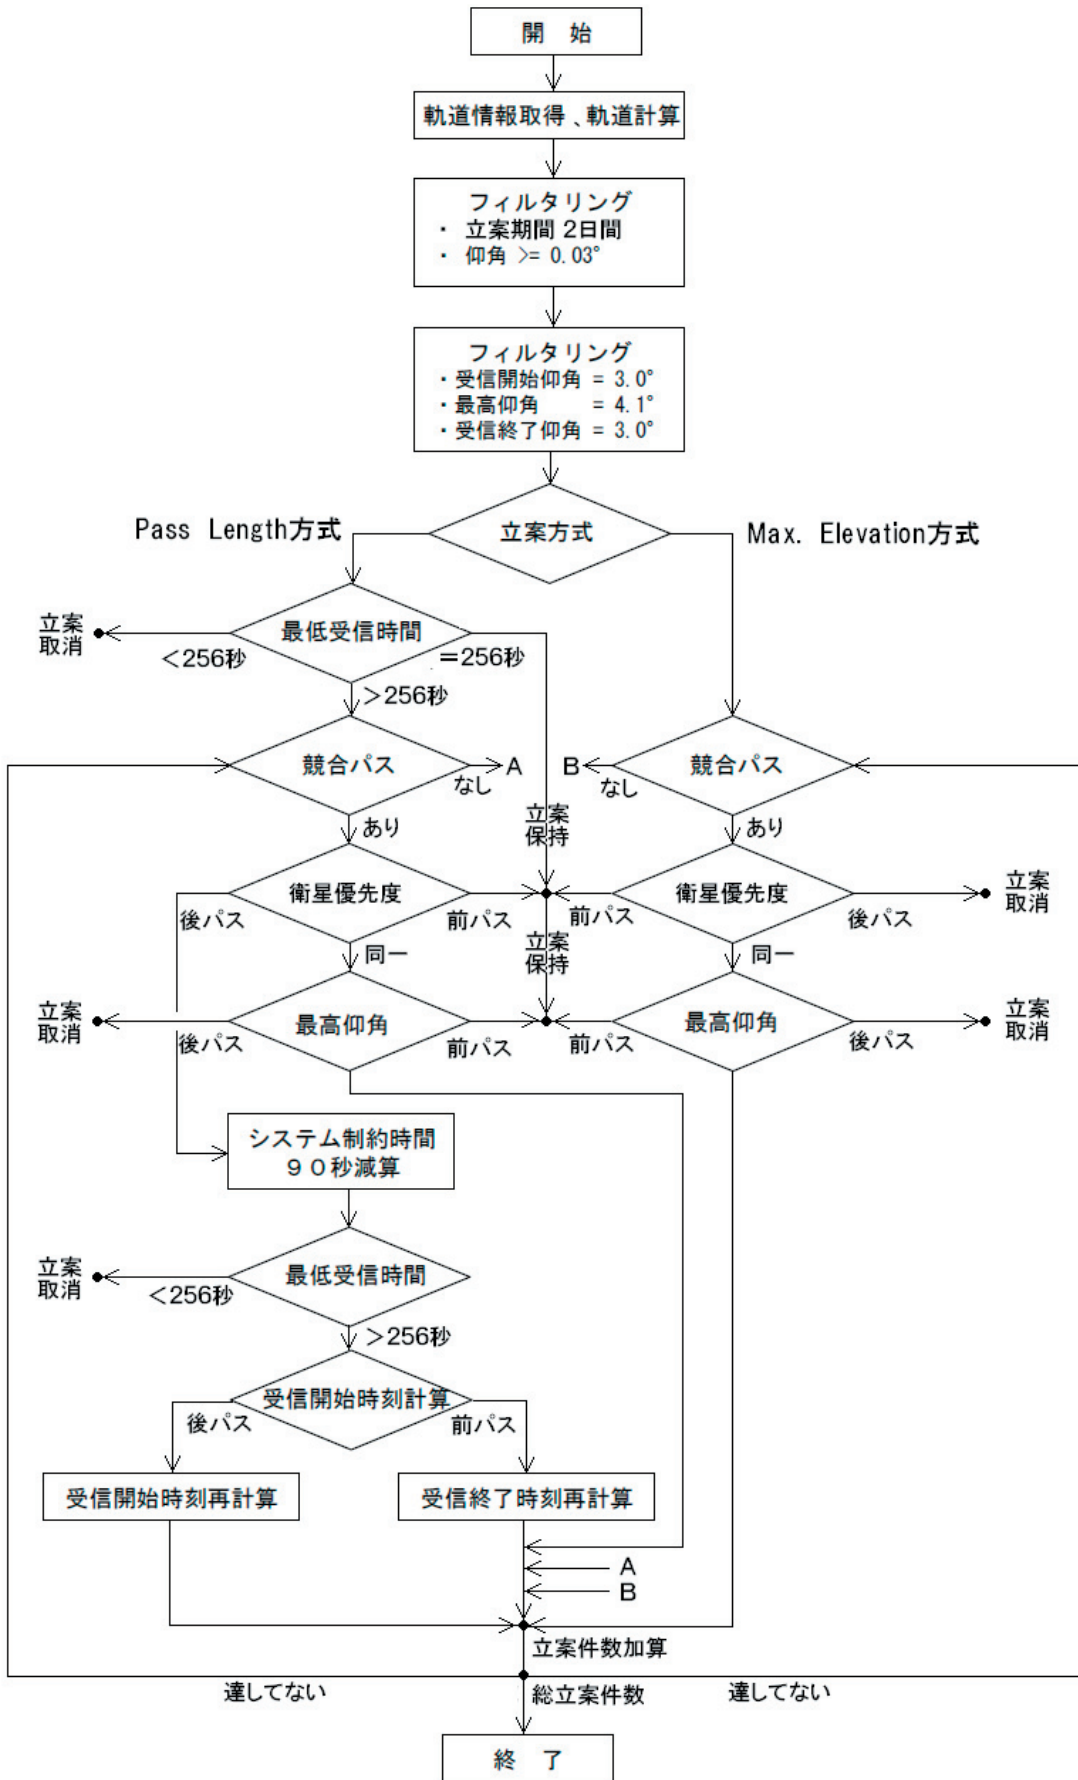 開 始
軌道情報取得、軌道計算
フィルタリング
・ 立案期間 2日間
・ 仰角 >= 0.03°
フィルタリング
・受信開始仰角 = 3.0°
・最高仰角 = 4.1°
・受信終了仰角 = 3.0°
Pass Length方式
立案方式
Max. Elevation方式
立案
取消
最低受信時間
<256秒
=256秒
>256秒
競合パス
なし
A
B
なし
競合パス
あり
立案
保持
あり
衛星優先度
衛星優先度
立案
取消
後パス
前パス
前パス
後パス
同一
立案
保持
同一
立案
取消
最高仰角
最高仰角
立案
取消
後パス
前パス
前パス
後パス
システム制約時間
90秒減算
立案
取消
最低受信時間
<256秒
>256秒
受信開始時刻計算
後パス
前パス
受信開始時刻再計算
受信終了時刻再計算
A
B
立案件数加算
達してない
総立案件数
達してない
終 了